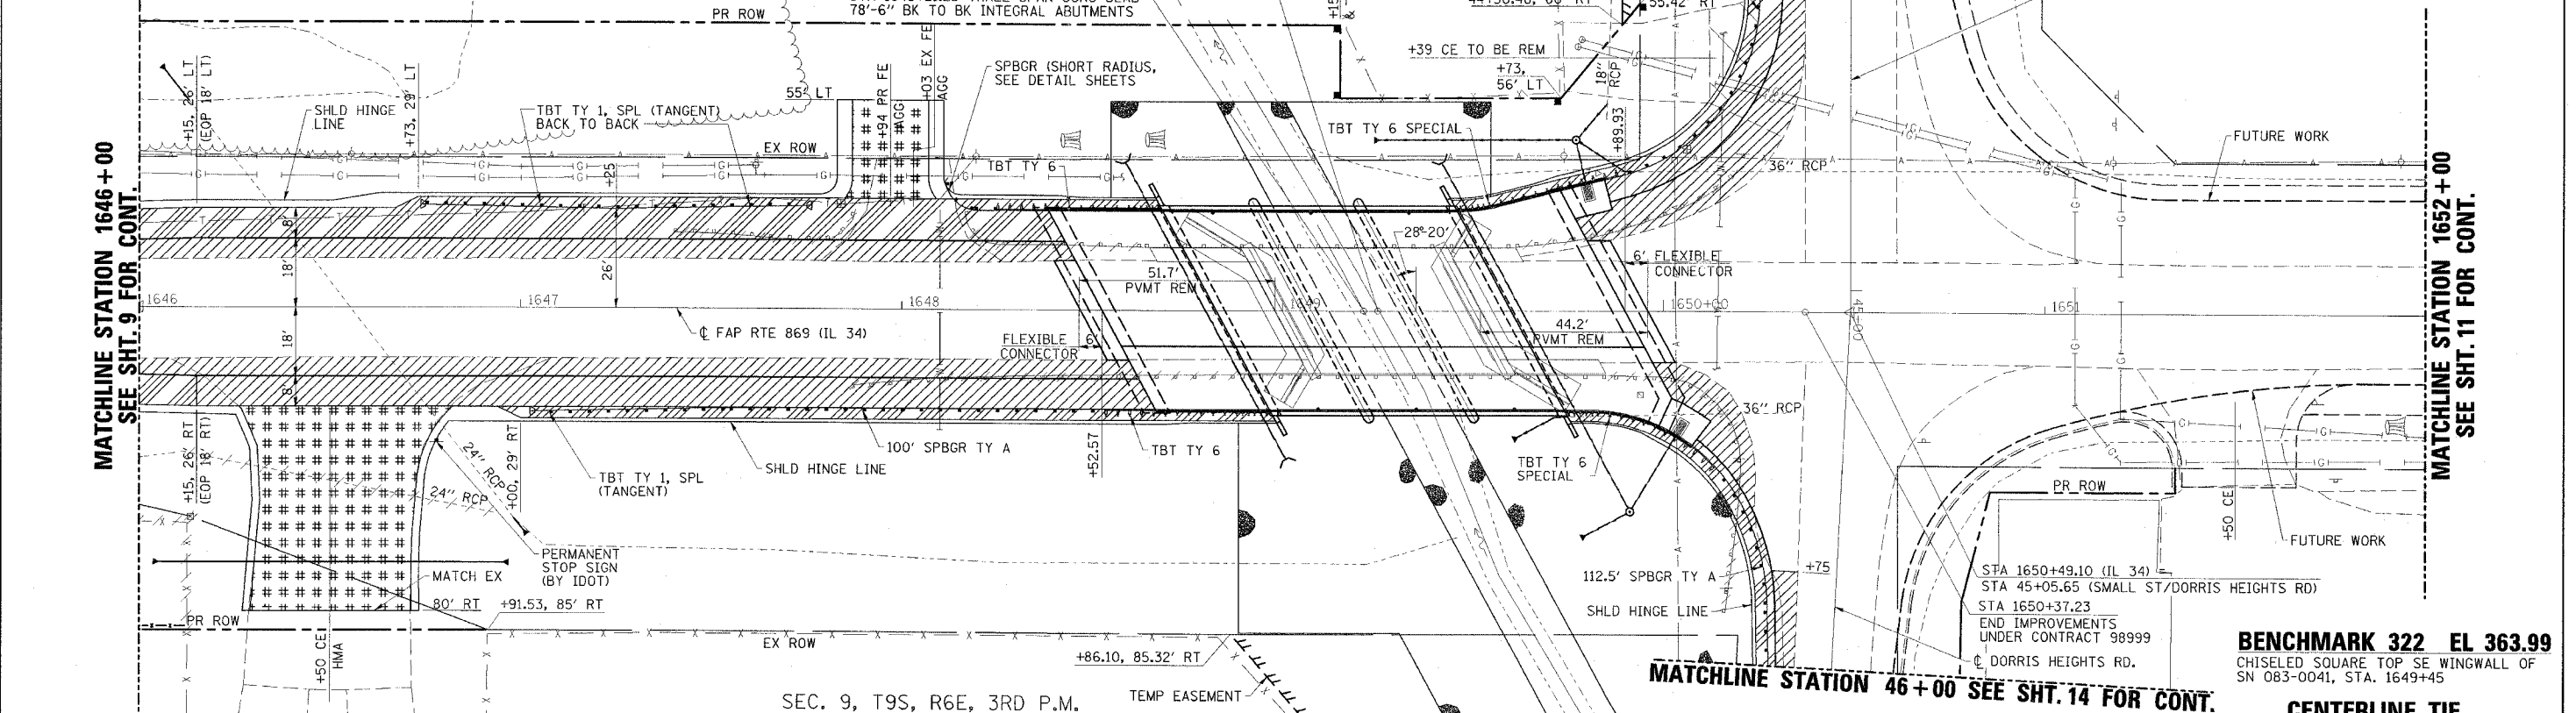 PR ROW
78'-6" BK TO BK INTEGRAL ABUTMENTS
55.42' RT
+39 CE TO BE REM
+73,
56' LT
18"
RCP
+89.93
SPBGR (SHORT RADIUS,
SEE DETAIL SHEETS
+03 EX FE
AGG
+94 PR FE
AGG
55' LT
+15, 26' LT
(EOP 18' LT)
SHLD HINGE
LINE
+73, 29' LT
TBT TY 1, SPL (TANGENT)
BACK TO BACK
EX ROW
TBT TY 6
TBT TY 6 SPECIAL
36" RCP
FUTURE WORK
MATCHLINE STATION 1646+00
SEE SHT. 9 FOR CONT.
MATCHLINE STATION 1652+00
SEE SHT. 11 FOR CONT.
+25
8'
18'
26'
28°-20'
6' FLEXIBLE
CONNECTOR
51.7'
PVMT REM
1646
1647
1648
1649
1650+00
1651
45+00
℄ FAP RTE 869 (IL 34)
44.2'
PVMT REM
FLEXIBLE 6'
CONNECTOR
18'
8'
36" RCP
+15, 26' RT
(EOP 18' RT)
24" RCP
24" RCP
+00, 29' RT
TBT TY 1, SPL
(TANGENT)
SHLD HINGE LINE
100' SPBGR TY A
+52.57
TBT TY 6
TBT TY 6
SPECIAL
PR ROW
+50 CE
FUTURE WORK
PERMANENT
STOP SIGN
(BY IDOT)
MATCH EX
80' RT
+91.53, 85' RT
PR ROW
+50 CE
HMA
EX ROW
+86.10, 85.32' RT
TEMP EASEMENT
SEC. 9, T9S, R6E, 3RD P.M.
112.5' SPBGR TY A
SHLD HINGE LINE
+75
STA 1650+49.10 (IL 34) =
STA 45+05.65 (SMALL ST/DORRIS HEIGHTS RD)
STA 1650+37.23
END IMPROVEMENTS
UNDER CONTRACT 98999
℄ DORRIS HEIGHTS RD.
MATCHLINE STATION 46+00 SEE SHT. 14 FOR CONT.
BENCHMARK 322 EL 363.99
CHISELED SQUARE TOP SE WINGWALL OF
SN 083-0041, STA. 1649+45
CENTERLINE TIE